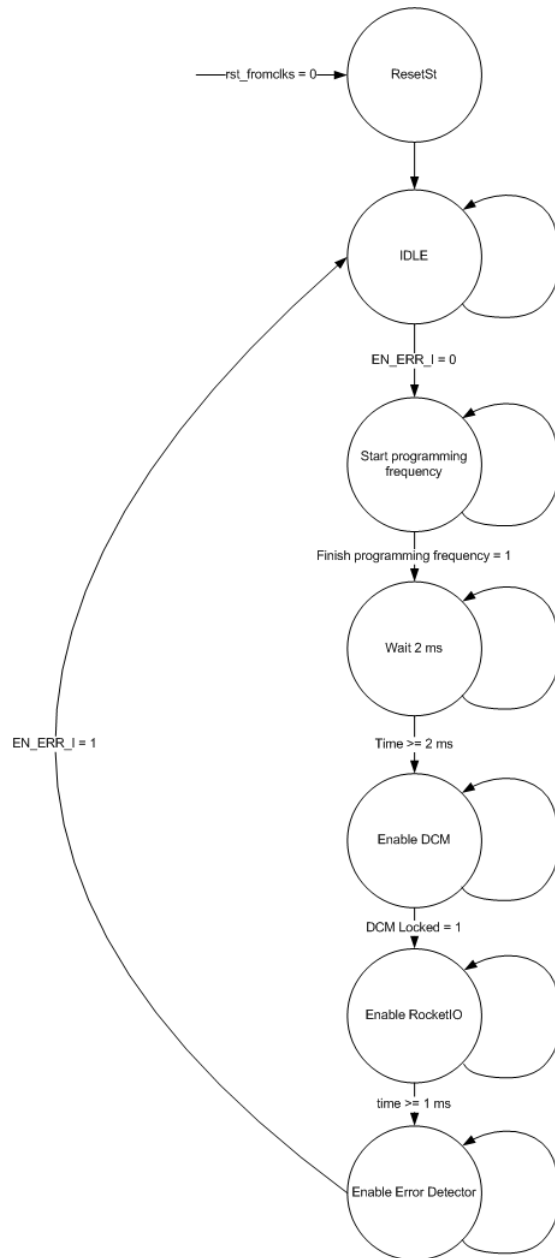 ResetSt
rst_fromclks = 0
IDLE
EN_ERR_I = 0
Start programming
frequency
Finish programming frequency = 1
Wait 2 ms
EN_ERR_I = 1
Time >= 2 ms
Enable DCM
DCM Locked = 1
Enable RocketIO
time >= 1 ms
Enable Error Detector